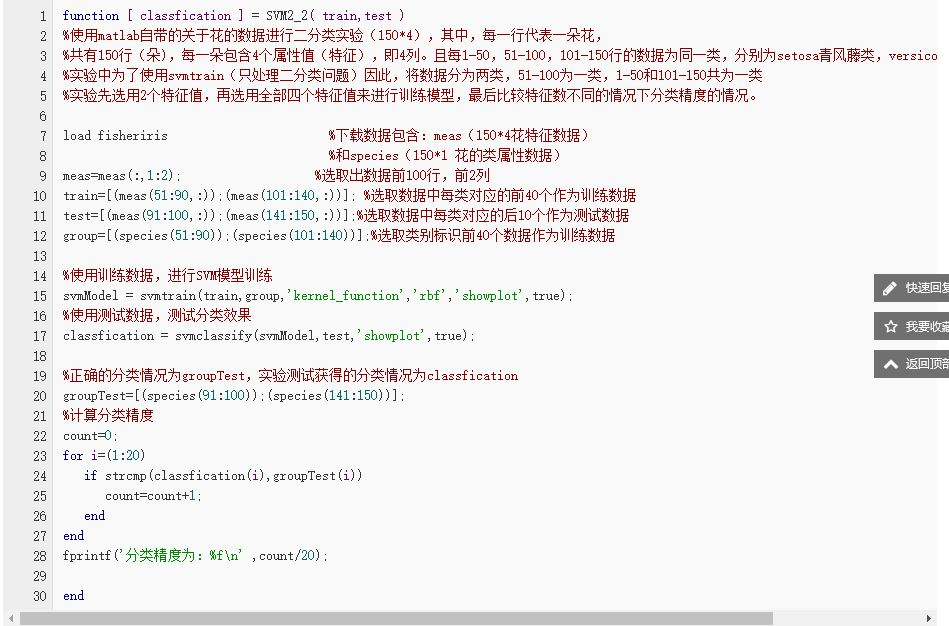 1 function [ classfication ] = SVM2_2( train,test )
2 %使用matlab自带的关于花的数据进行二分类实验（150*4），其中，每一行代表一朵花，
3 %共有150行（朵），每一朵包含4个属性值（特征），即4列。且每1-50，51-100，101-150行的数据为同一类，分别为setosa青风藤类，versico
4 %实验中为了使用svmtrain（只处理二分类问题）因此，将数据分为两类，51-100为一类，1-50和101-150共为一类
5 %实验先选用2个特征值，再选用全部四个特征值来进行训练模型，最后比较特征数不同的情况下分类精度的情况。
6
7 load fisheriris %下载数据包含：meas（150*4花特征数据）
8 %和species（150*1 花的类属性数据）
9 meas=meas(:,1:2); %选取出数据前100行，前2列
10 train=[(meas(51:90,:));(meas(101:140,:))]; %选取数据中每类对应的前40个作为训练数据
11 test=[(meas(91:100,:));(meas(141:150,:))];%选取数据中每类对应的后10个作为测试数据
12 group=[(species(51:90));(species(101:140))];%选取类别标识前40个数据作为训练数据
13
14 %使用训练数据，进行SVM模型训练
15 svmModel = svmtrain(train,group,'kernel_function','rbf','showplot',true);
16 %使用测试数据，测试分类效果
17 classfication = svmclassify(svmModel,test,'showplot',true);
18
19 %正确的分类情况为groupTest，实验测试获得的分类情况为classfication
20 groupTest=[(species(91:100));(species(141:150))];
21 %计算分类精度
22 count=0;
23 for i=(1:20)
24 if strcmp(classfication(i),groupTest(i))
25 count=count+1;
26 end
27 end
28 fprintf('分类精度为：%f\n' ,count/20);
29
30 end
快速回复
我要收藏
返回顶部